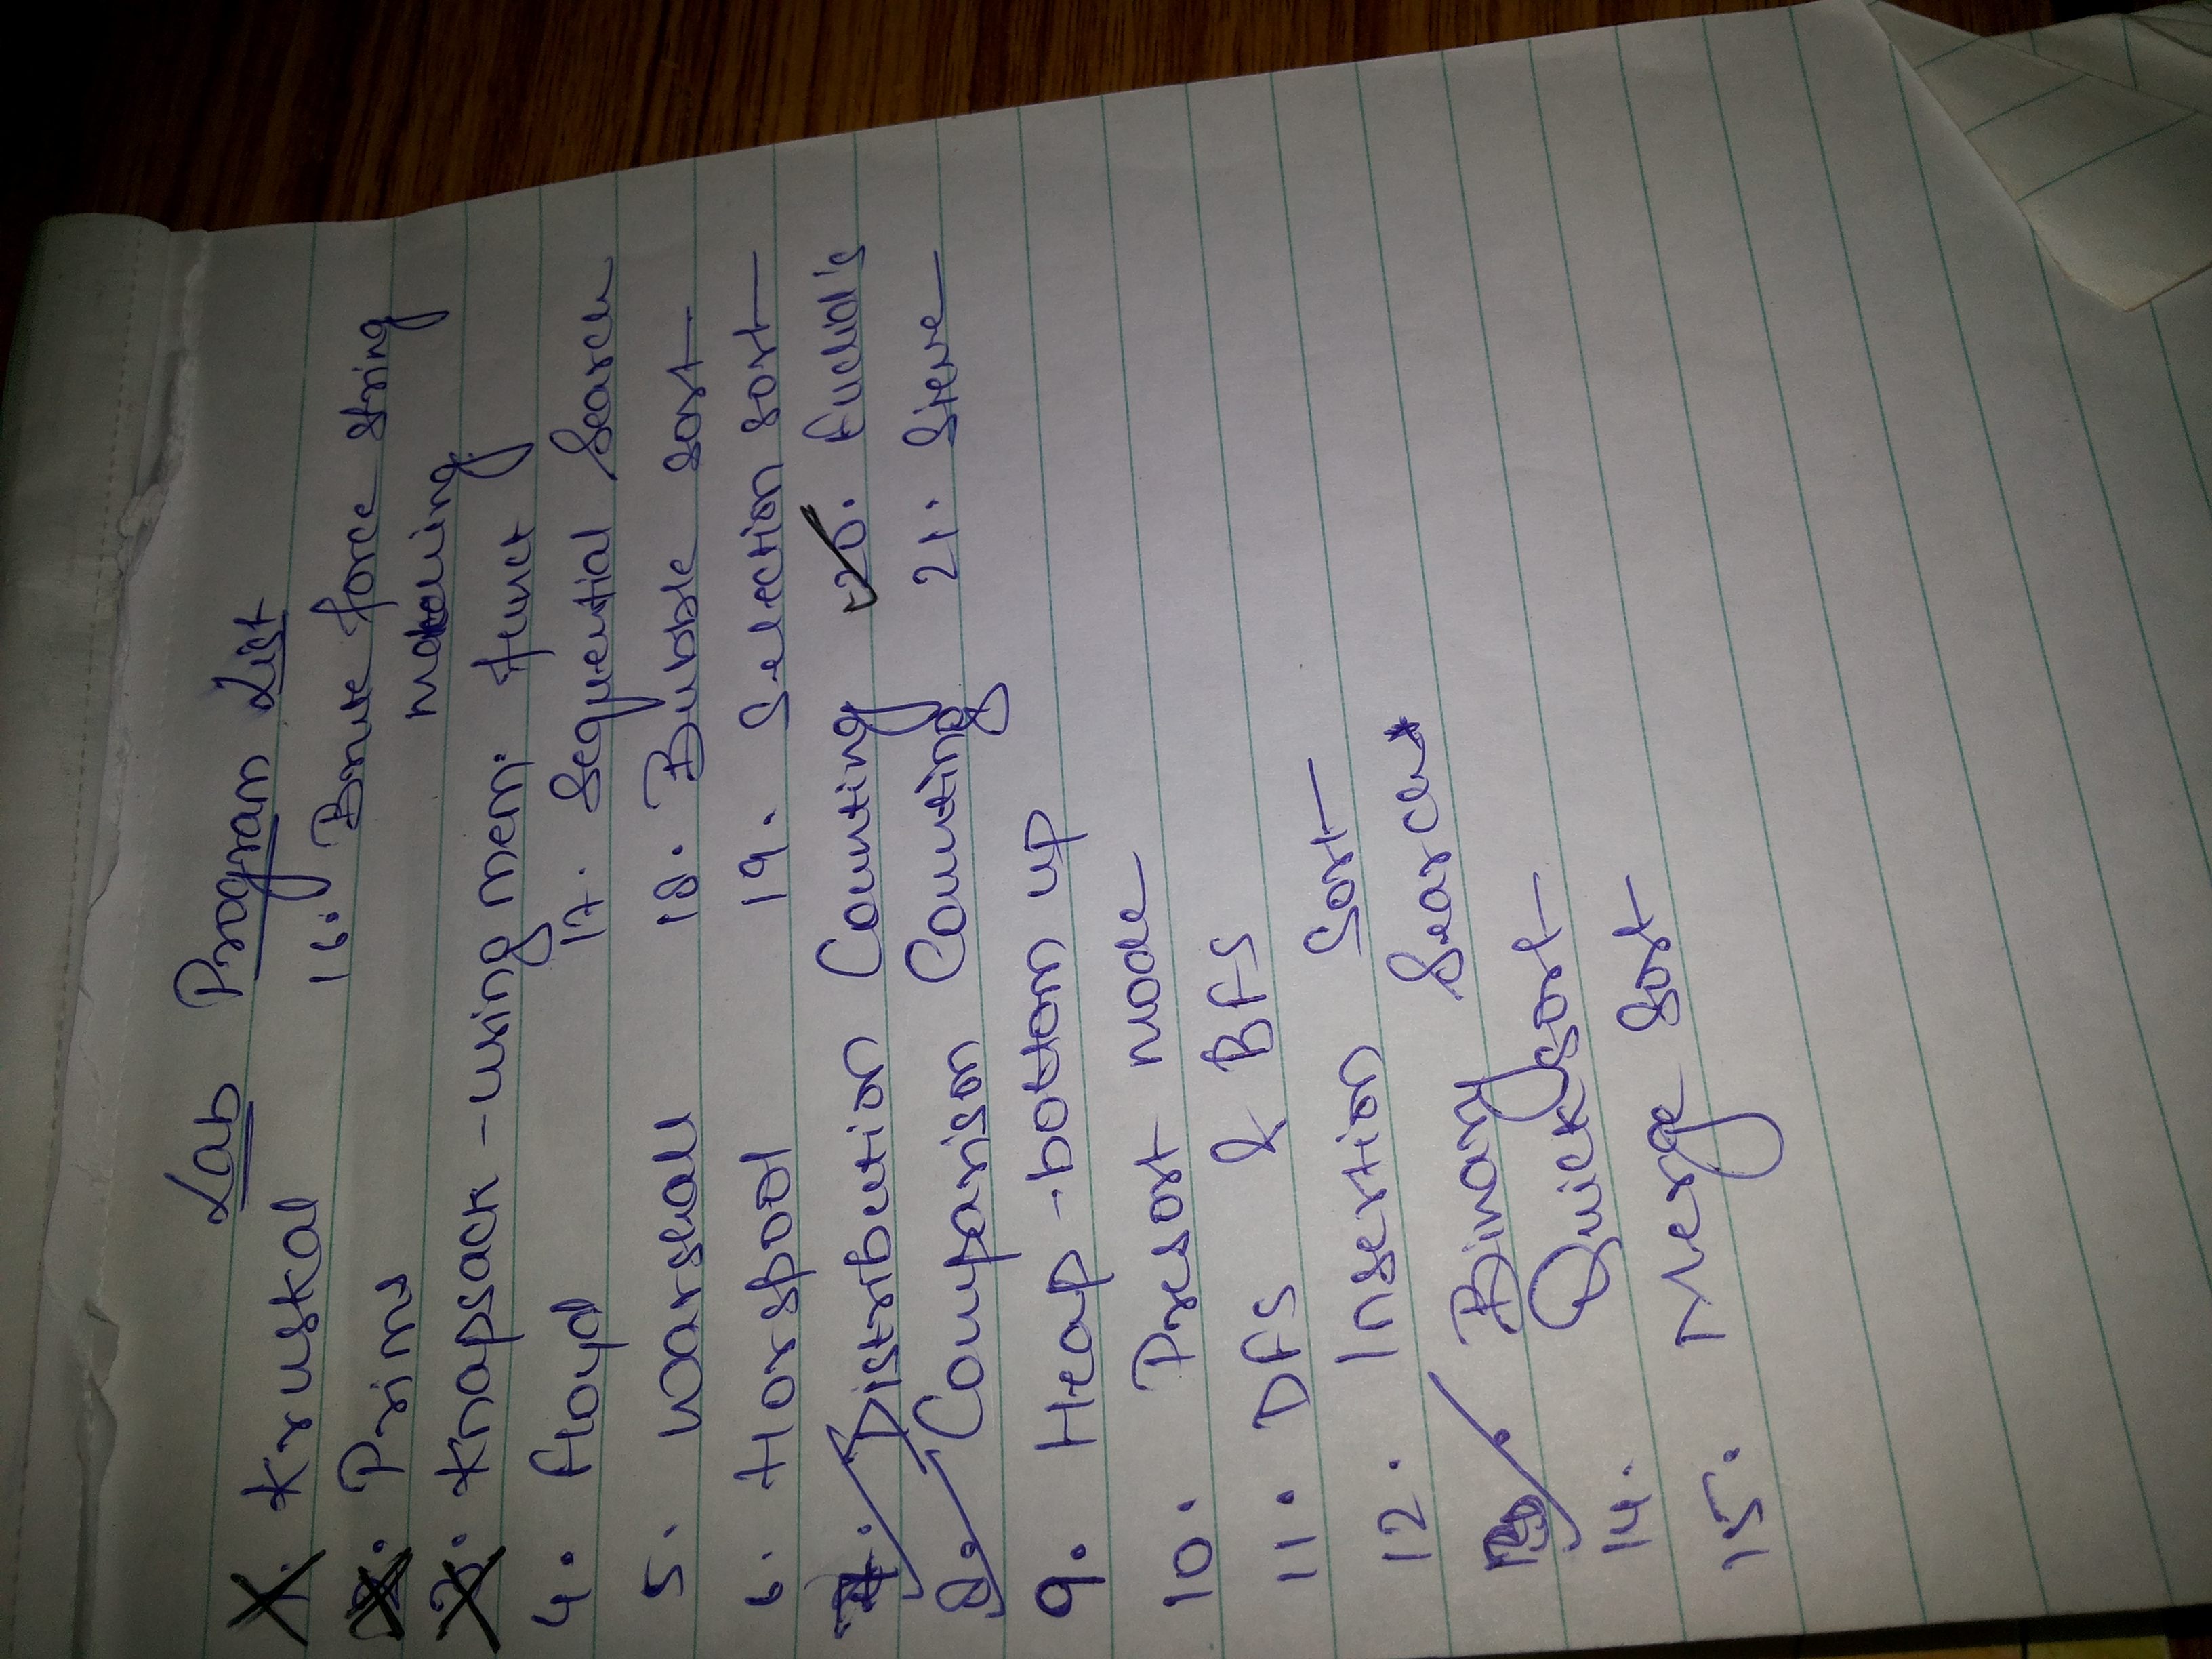 Lab Program List
1. Kruskal
2. Prims
3. Knapsack - using mem. funct
4. Floyd
5. Warshall
6. Horspool
7. Distribution Counting
8. Comparison Counting
9. Heap - bottom up
10. Presort mode
11. DFS & BFS
12. Insertion Sort
Binary Search
14. Quick sort
15. Merge Sort
16. Brute force string
matching
17. Sequential Search
18. Bubble sort
19. Selection sort
20. Euclid's
21. Sieve